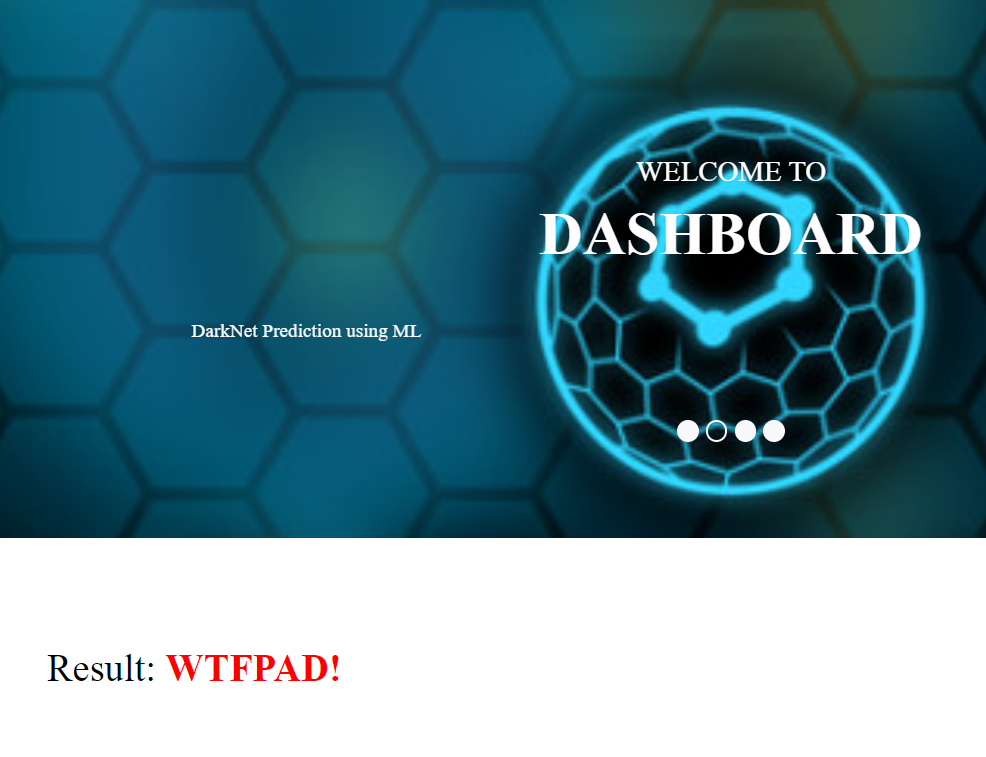 WELCOME TO
DASHBOARD
DarkNet Prediction using ML
Result: WTFPAD!